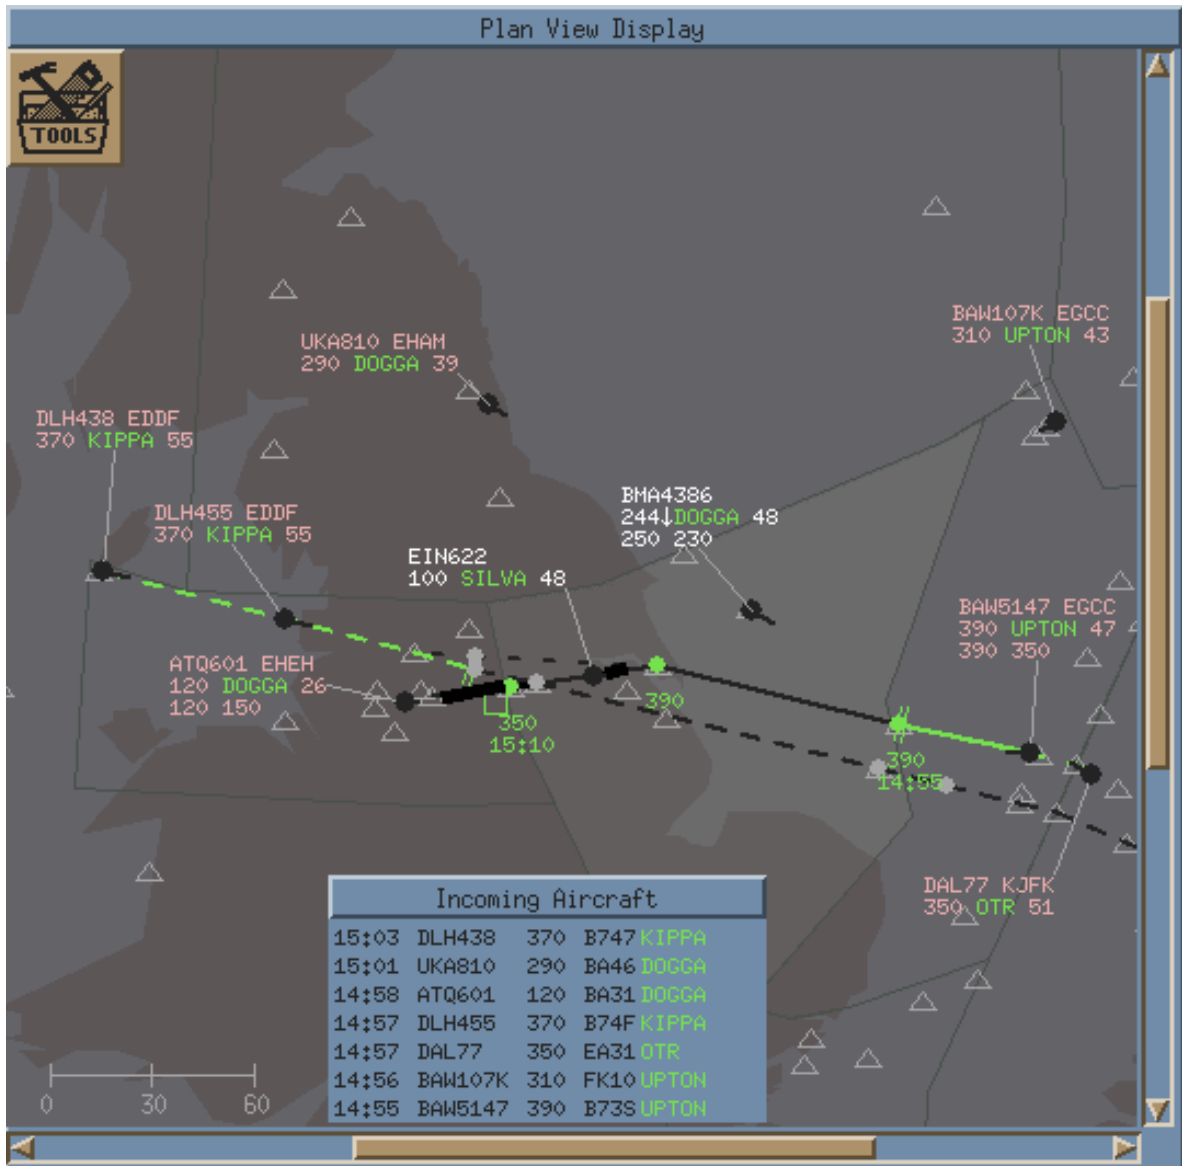 Plan View Display
TOOLS
BAW107K EGCC
310 UPTON 43
UKA810 EHAM
290 DOGGA 39
DLH438 EDDF
370 KIPPA 55
BMA4386
244↓DOGGA 48
250 230
DLH455 EDDF
370 KIPPA 55
EIN622
100 SILVA 48
BAW5147 EGCC
390 UPTON 47
390 350
ATQ601 EHEH
120 DOGGA 26
120 150
390
350
15:10
390
14:55
DAL77 KJFK
350 OTR 51
Incoming Aircraft
15:03 DLH438 370 B747 KIPPA
15:01 UKA810 290 BA46 DOGGA
14:58 ATQ601 120 BA31 DOGGA
14:57 DLH455 370 B74F KIPPA
14:57 DAL77 350 EA31 OTR
14:56 BAW107K 310 FK10 UPTON
14:55 BAW5147 390 B73S UPTON
0 30 60